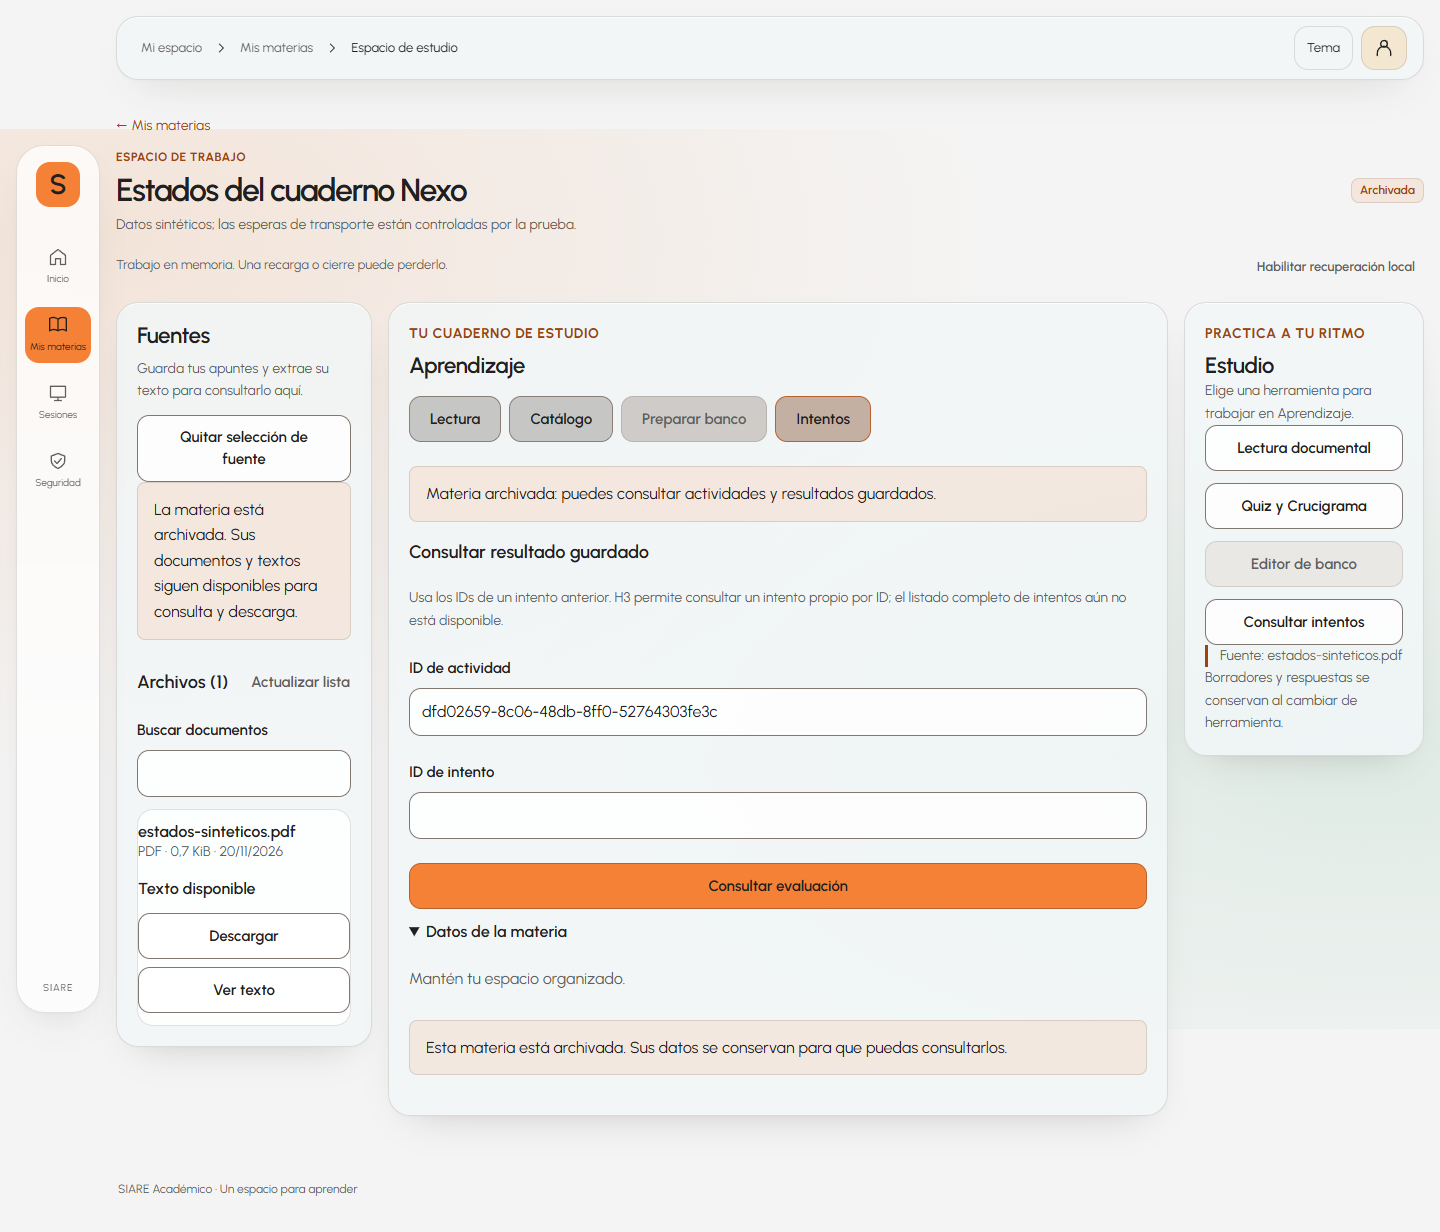 Mi espacio > Mis materias > Espacio de estudio
Tema
← Mis materias
ESPACIO DE TRABAJO
Estados del cuaderno Nexo
Archivada
Datos sintéticos; las esperas de transporte están controladas por la prueba.
Trabajo en memoria. Una recarga o cierre puede perderlo.
Habilitar recuperación local
S
Inicio
Mis materias
Sesiones
Seguridad
SIARE
Fuentes
Guarda tus apuntes y extrae su
texto para consultarlo aquí.
Quitar selección de
fuente
La materia está
archivada. Sus
documentos y textos
siguen disponibles para
consulta y descarga.
Archivos (1)
Actualizar lista
Buscar documentos
estados-sinteticos.pdf
PDF · 0,7 KiB · 20/11/2026
Texto disponible
Descargar
Ver texto
TU CUADERNO DE ESTUDIO
Aprendizaje
Lectura
Catálogo
Preparar banco
Intentos
Materia archivada: puedes consultar actividades y resultados guardados.
Consultar resultado guardado
Usa los IDs de un intento anterior. H3 permite consultar un intento propio por ID; el listado completo de intentos aún no
está disponible.
ID de actividad
dfd02659-8c06-48db-8ff0-52764303fe3c
ID de intento
Consultar evaluación
▼ Datos de la materia
Mantén tu espacio organizado.
Esta materia está archivada. Sus datos se conservan para que puedas consultarlos.
PRACTICA A TU RITMO
Estudio
Elige una herramienta para
trabajar en Aprendizaje.
Lectura documental
Quiz y Crucigrama
Editor de banco
Consultar intentos
Fuente: estados-sinteticos.pdf
Borradores y respuestas se
conservan al cambiar de
herramienta.
SIARE Académico · Un espacio para aprender